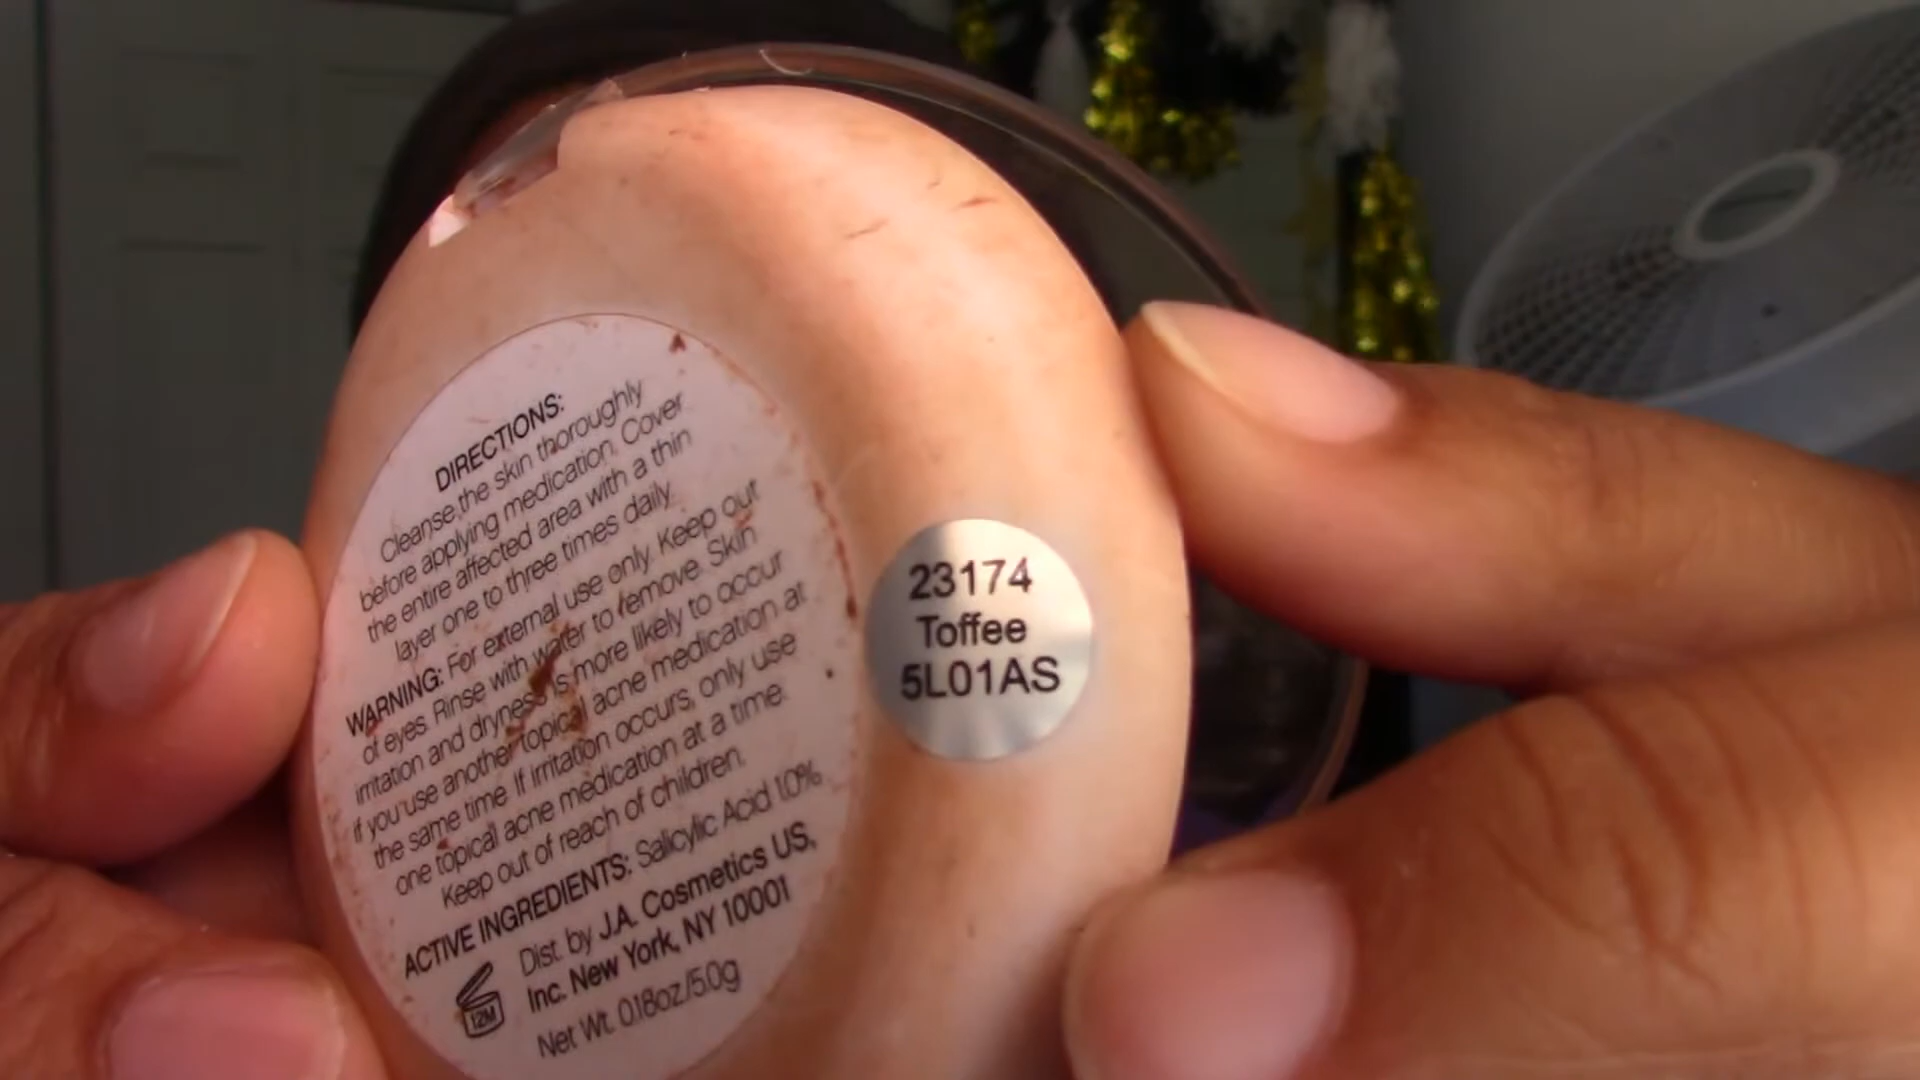 DIRECTIONS:
Cleanse the skin thoroughly
before applying medication. Cover
the entire affected area with a thin
layer one to three times daily.
WARNING: For external use only. Keep out
of eyes. Rinse with water to remove. Skin
irritation and dryness is more likely to occur
if you use another topical acne medication at
the same time. If irritation occurs, only use
one topical acne medication at a time.
Keep out of reach of children.
ACTIVE INGREDIENTS: Salicylic Acid 1.0%
Dist. by J.A. Cosmetics US,
Inc. New York, NY 10001
12M
Net Wt. 0.18oz/5.0g
23174
Toffee
5L01AS